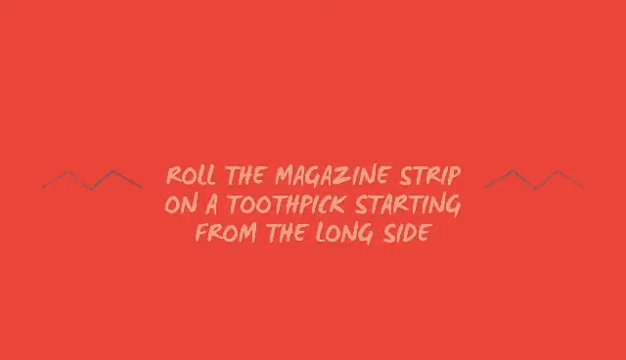 ROLL THE MAGAZINE STRIP
ON A TOOTHPICK STARTING
FROM THE LONG SIDE